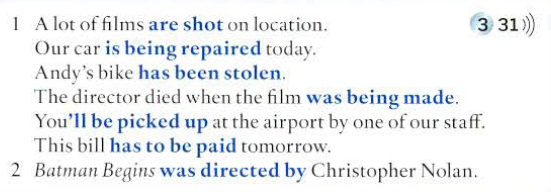 1 A lot of films are shot on location. 3 31))
Our car is being repaired today.
Andy's bike has been stolen.
The director died when the film was being made.
You'll be picked up at the airport by one of our staff.
This bill has to be paid tomorrow.
2 Batman Begins was directed by Christopher Nolan.